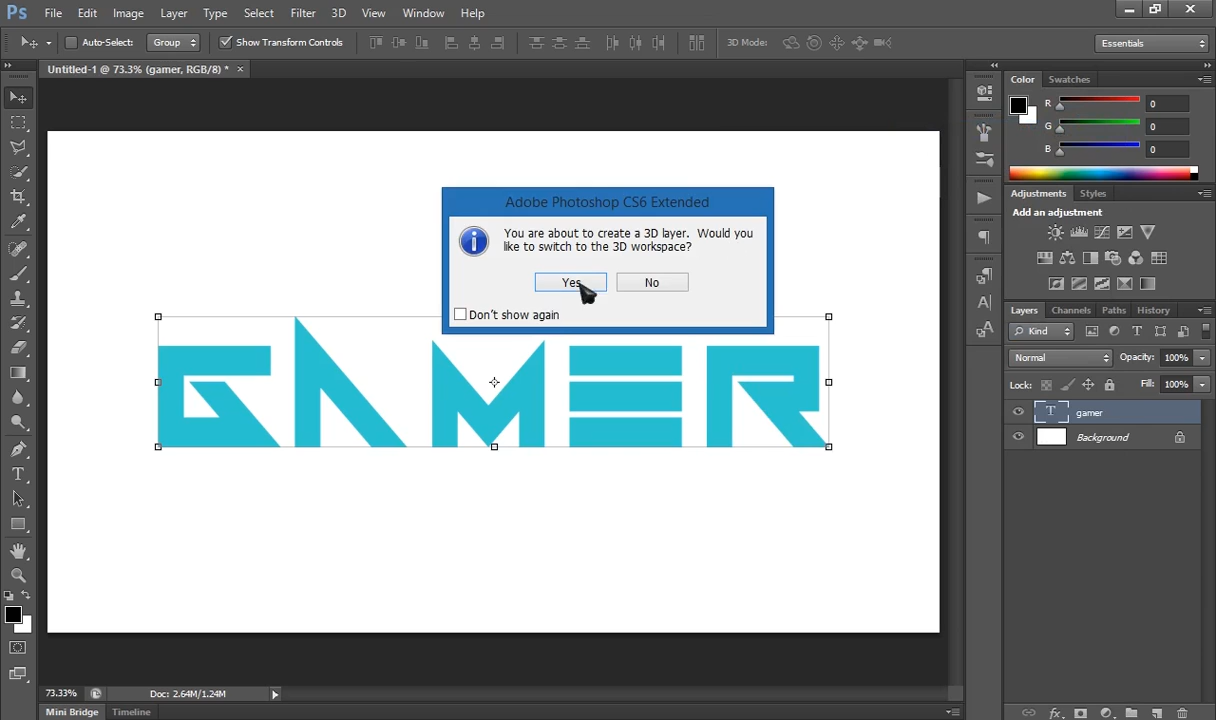 Ps File Edit Image Layer Type Select Filter 3D View Window Help
Auto-Select: Group Show Transform Controls 3D Mode: Essentials
Untitled-1 @ 73.3% (gamer, RGB/8) * ×
Color Swatches
R 0
G 0
B 0
Adjustments Styles
Add an adjustment
Adobe Photoshop CS6 Extended
You are about to create a 3D layer. Would you
like to switch to the 3D workspace?
Yes No
Don't show again
GAMER
Layers Channels Paths History
Kind
Normal Opacity: 100%
Lock: Fill: 100%
gamer
Background
73.33% Doc: 2.64M/1.24M
Mini Bridge Timeline